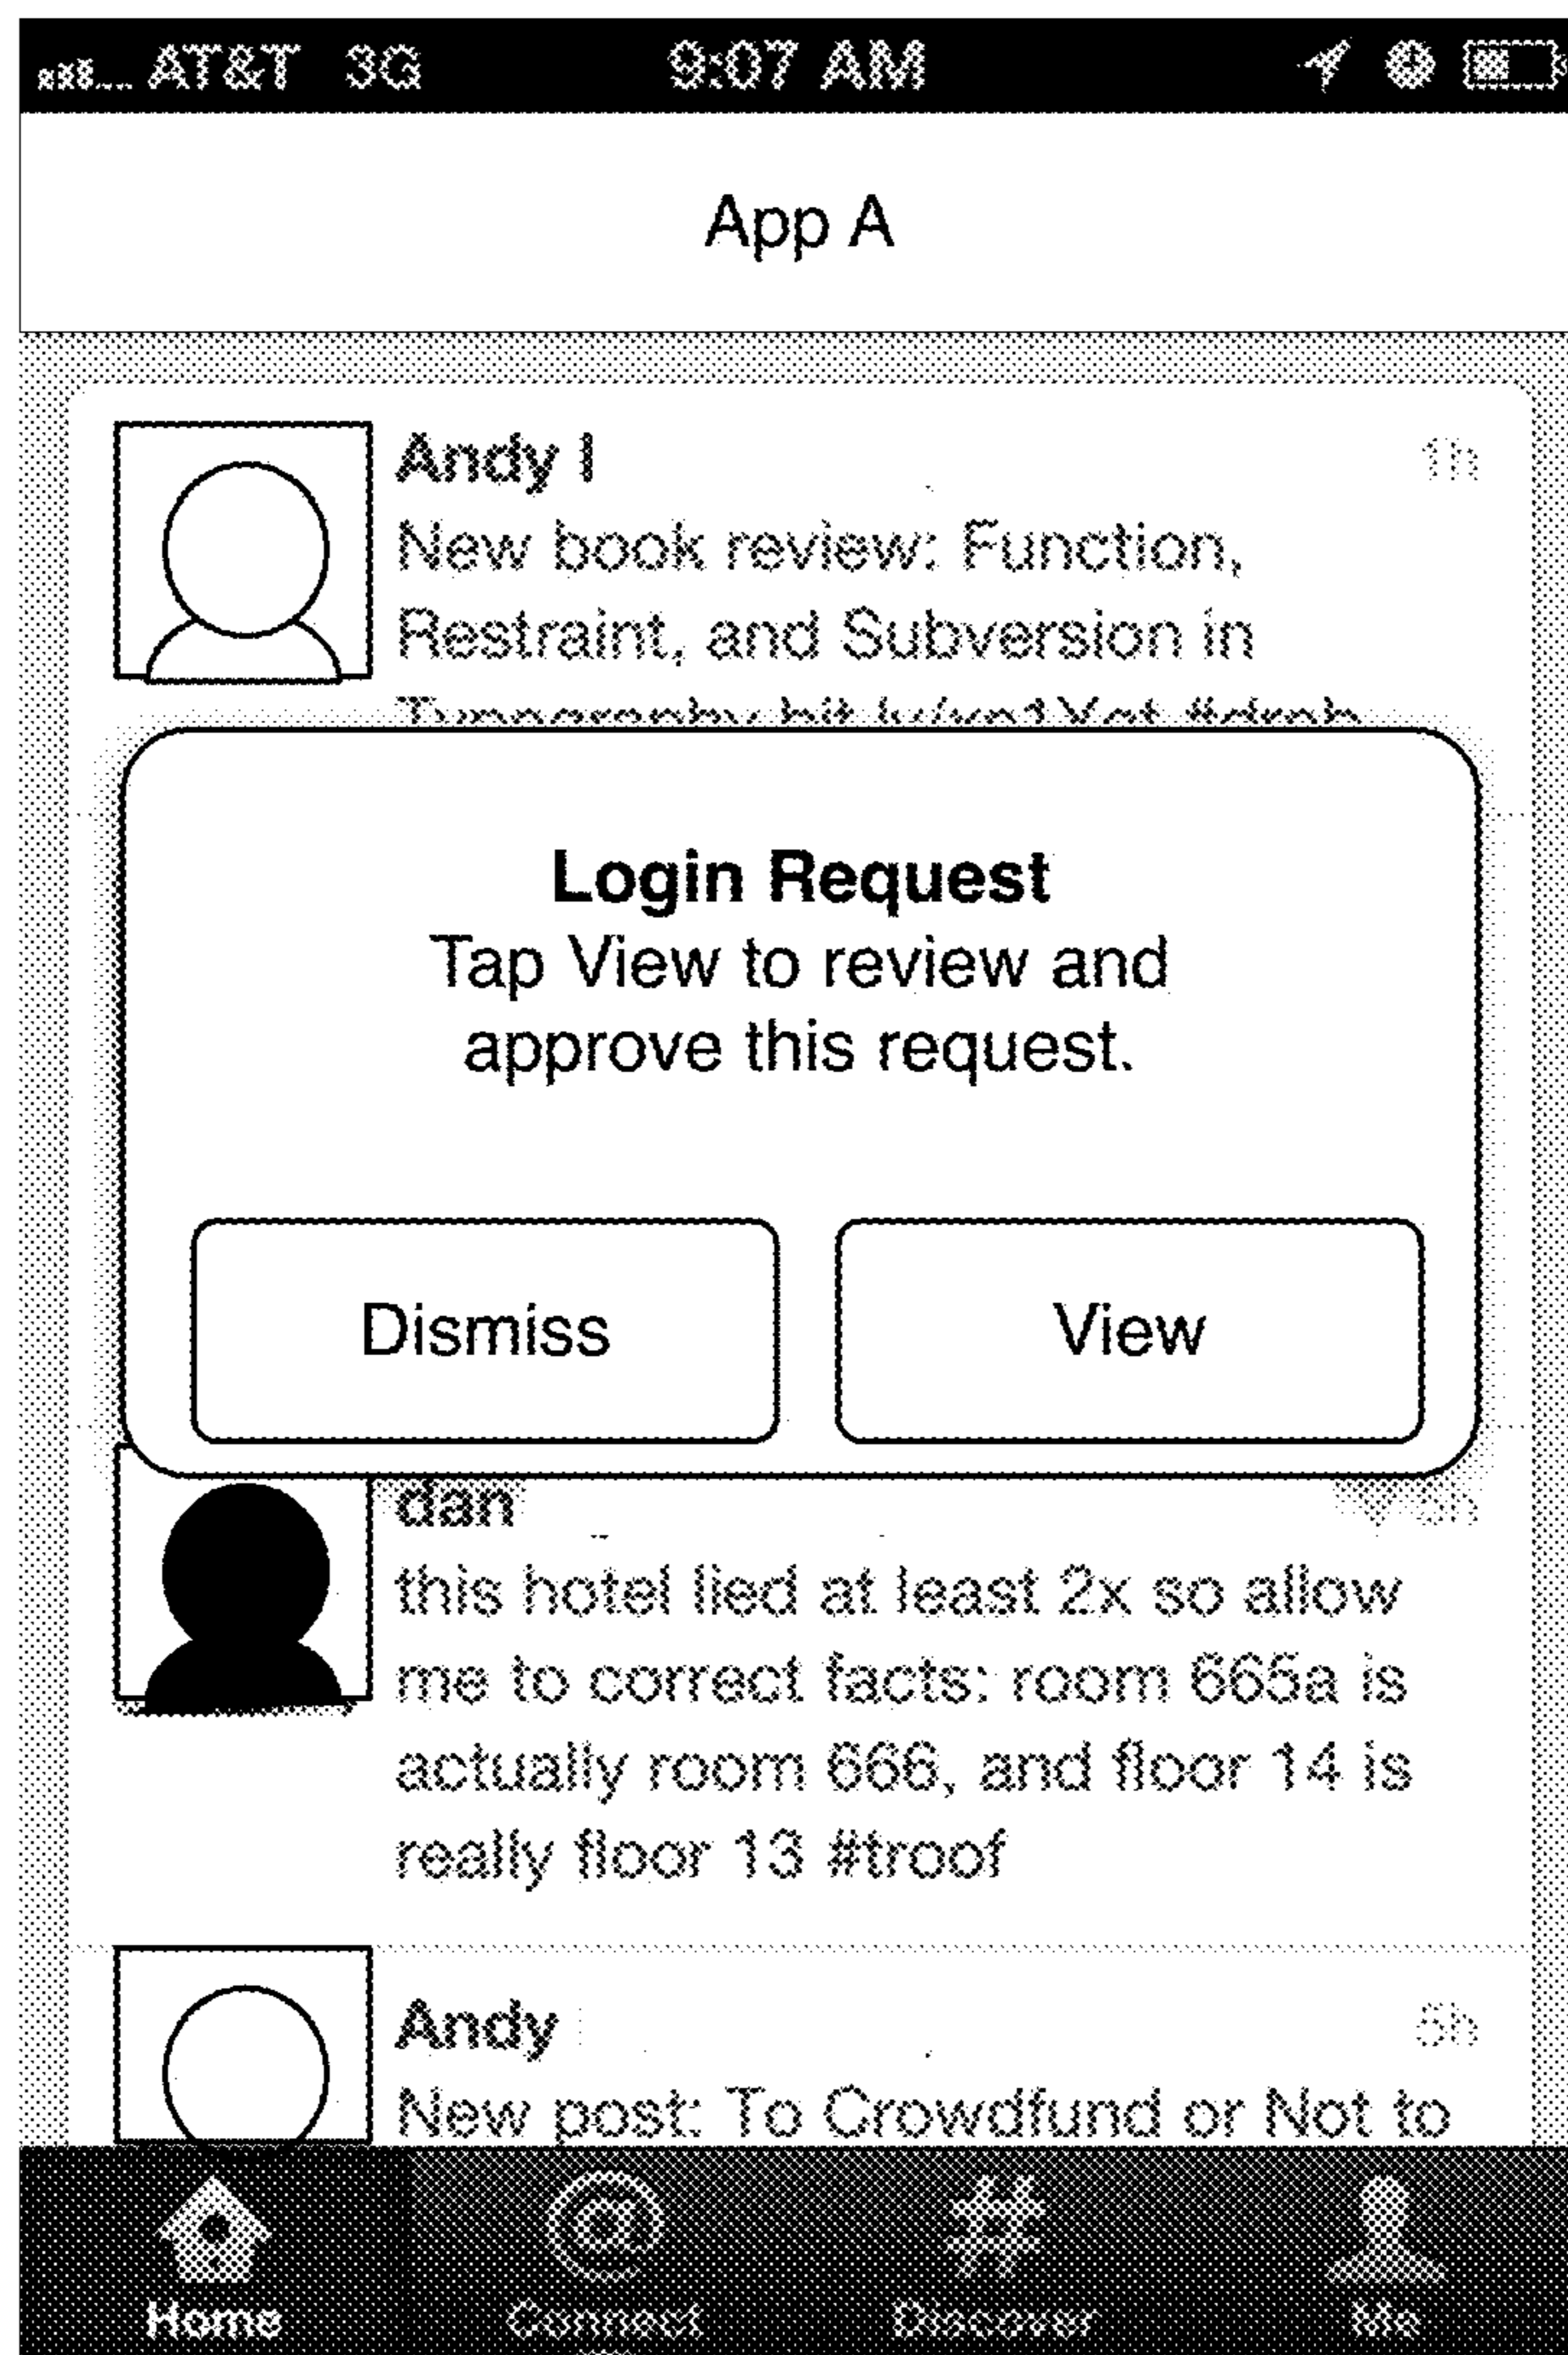 AT&T 3G 9:07 AM
App A
Andy I 1h
New book review: Function,
Restraint, and Subversion in
Login Request
Tap View to review and
approve this request.
Dismiss View
dan
this hotel lied at least 2x so allow
me to correct facts: room 665a is
actually room 666, and floor 14 is
really floor 13 #troof
Andy 5h
New post: To Crowdfund or Not to
Home Connect Discover Me